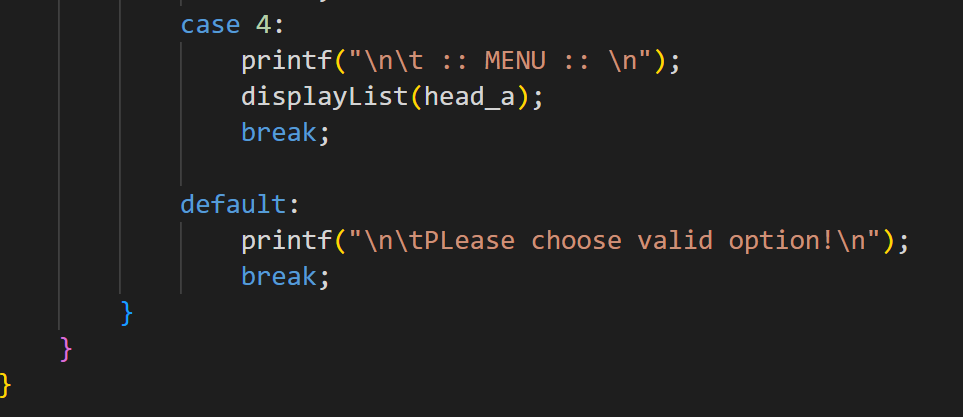 case 4:
printf("\n\t :: MENU :: \n");
displayList(head_a);
break;
default:
printf("\n\tPLease choose valid option!\n");
break;
}
}
}